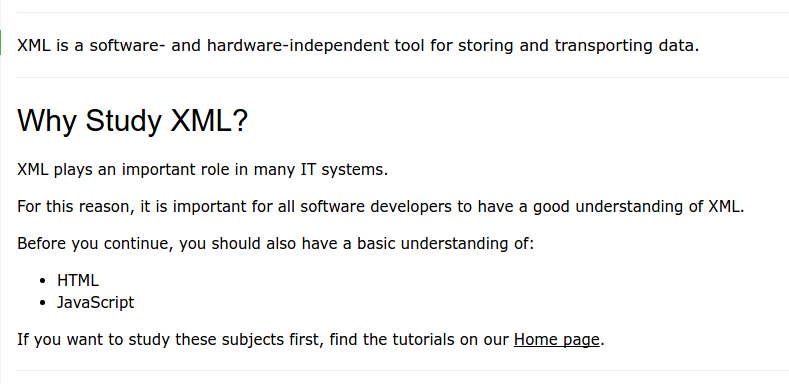 XML is a software- and hardware-independent tool for storing and transporting data.
Why Study XML?
XML plays an important role in many IT systems.
For this reason, it is important for all software developers to have a good understanding of XML.
Before you continue, you should also have a basic understanding of:
• HTML
• JavaScript
If you want to study these subjects first, find the tutorials on our Home page.